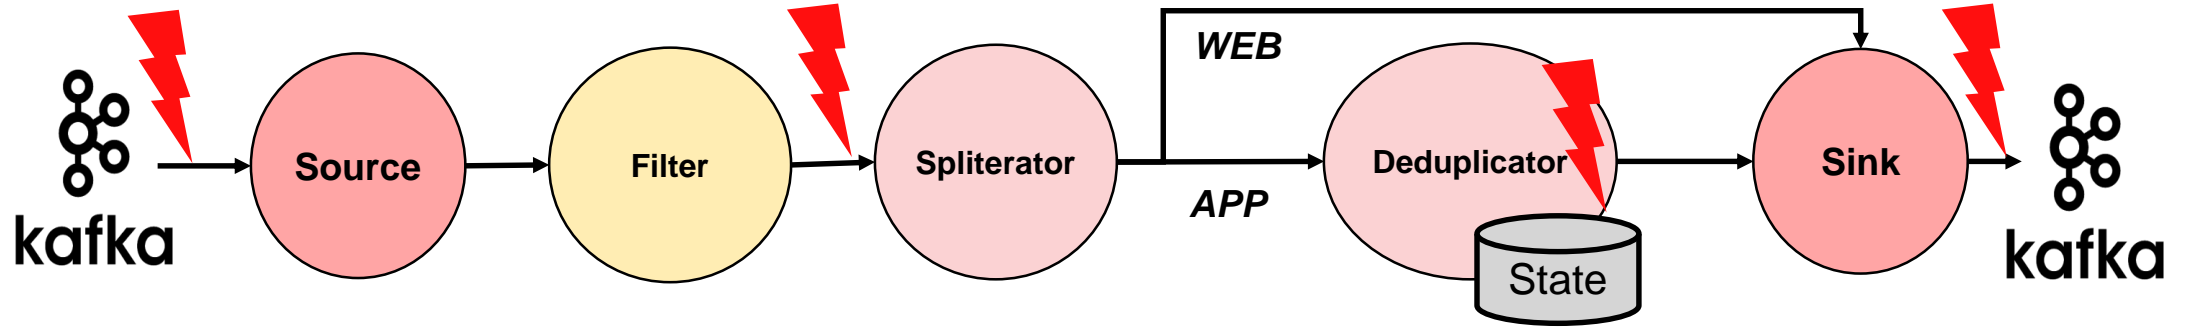 kafka
Source
Filter
Spliterator
WEB
APP
Deduplicator
State
Sink
kafka